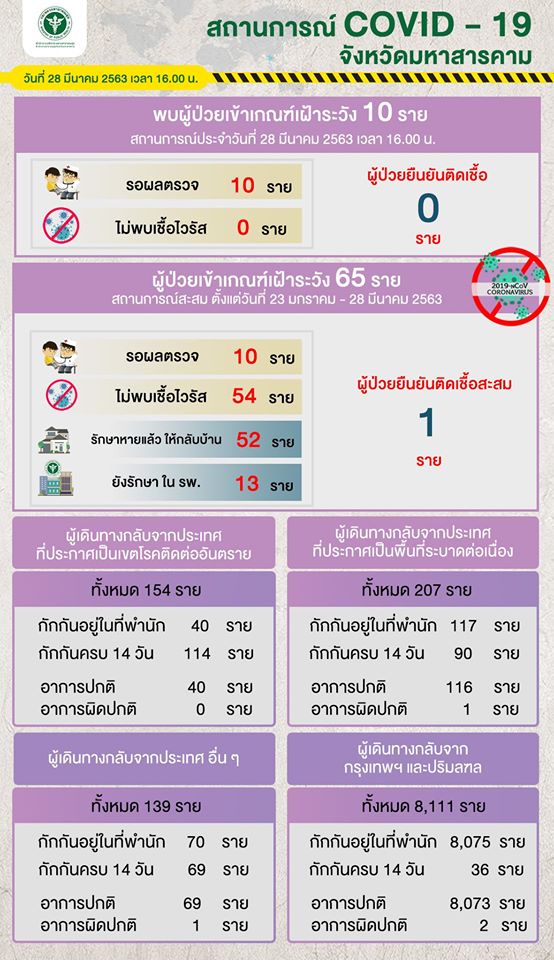 สถานการณ์ COVID - 19
จังหวัดมหาสารคาม
วันที่ 28 มีนาคม 2563 เวลา 16.00 น.
พบผู้ป่วยเข้าเกณฑ์เฝ้าระวัง 10 ราย
สถานการณ์ประจำวันที่ 28 มีนาคม 2563 เวลา 16.00 น.
รอผลตรวจ 10 ราย
ไม่พบเชื้อไวรัส 0 ราย
ผู้ป่วยยืนยันติดเชื้อ
0
ราย
2019-nCoV
CORONAVIRUS
ผู้ป่วยเข้าเกณฑ์เฝ้าระวัง 65 ราย
สถานการณ์สะสม ตั้งแต่วันที่ 23 มกราคม - 28 มีนาคม 2563
รอผลตรวจ 10 ราย
ไม่พบเชื้อไวรัส 54 ราย
รักษาหายแล้ว ให้กลับบ้าน 52 ราย
ยังรักษา ใน รพ. 13 ราย
ผู้ป่วยยืนยันติดเชื้อสะสม
1
ราย
ผู้เดินทางกลับจากประเทศ
ที่ประกาศเป็นเขตโรคติดต่ออันตราย
ทั้งหมด 154 ราย
กักกันอยู่ในที่พำนัก 40 ราย
กักกันครบ 14 วัน 114 ราย
อาการปกติ 40 ราย
อาการผิดปกติ 0 ราย
ผู้เดินทางกลับจากประเทศ
ที่ประกาศเป็นพื้นที่ระบาดต่อเนื่อง
ทั้งหมด 207 ราย
กักกันอยู่ในที่พำนัก 117 ราย
กักกันครบ 14 วัน 90 ราย
อาการปกติ 116 ราย
อาการผิดปกติ 1 ราย
ผู้เดินทางกลับจากประเทศ อื่น ๆ
ทั้งหมด 139 ราย
กักกันอยู่ในที่พำนัก 70 ราย
กักกันครบ 14 วัน 69 ราย
อาการปกติ 69 ราย
อาการผิดปกติ 1 ราย
ผู้เดินทางกลับจาก
กรุงเทพฯ และปริมลฑล
ทั้งหมด 8,111 ราย
กักกันอยู่ในที่พำนัก 8,075 ราย
กักกันครบ 14 วัน 36 ราย
อาการปกติ 8,073 ราย
อาการผิดปกติ 2 ราย